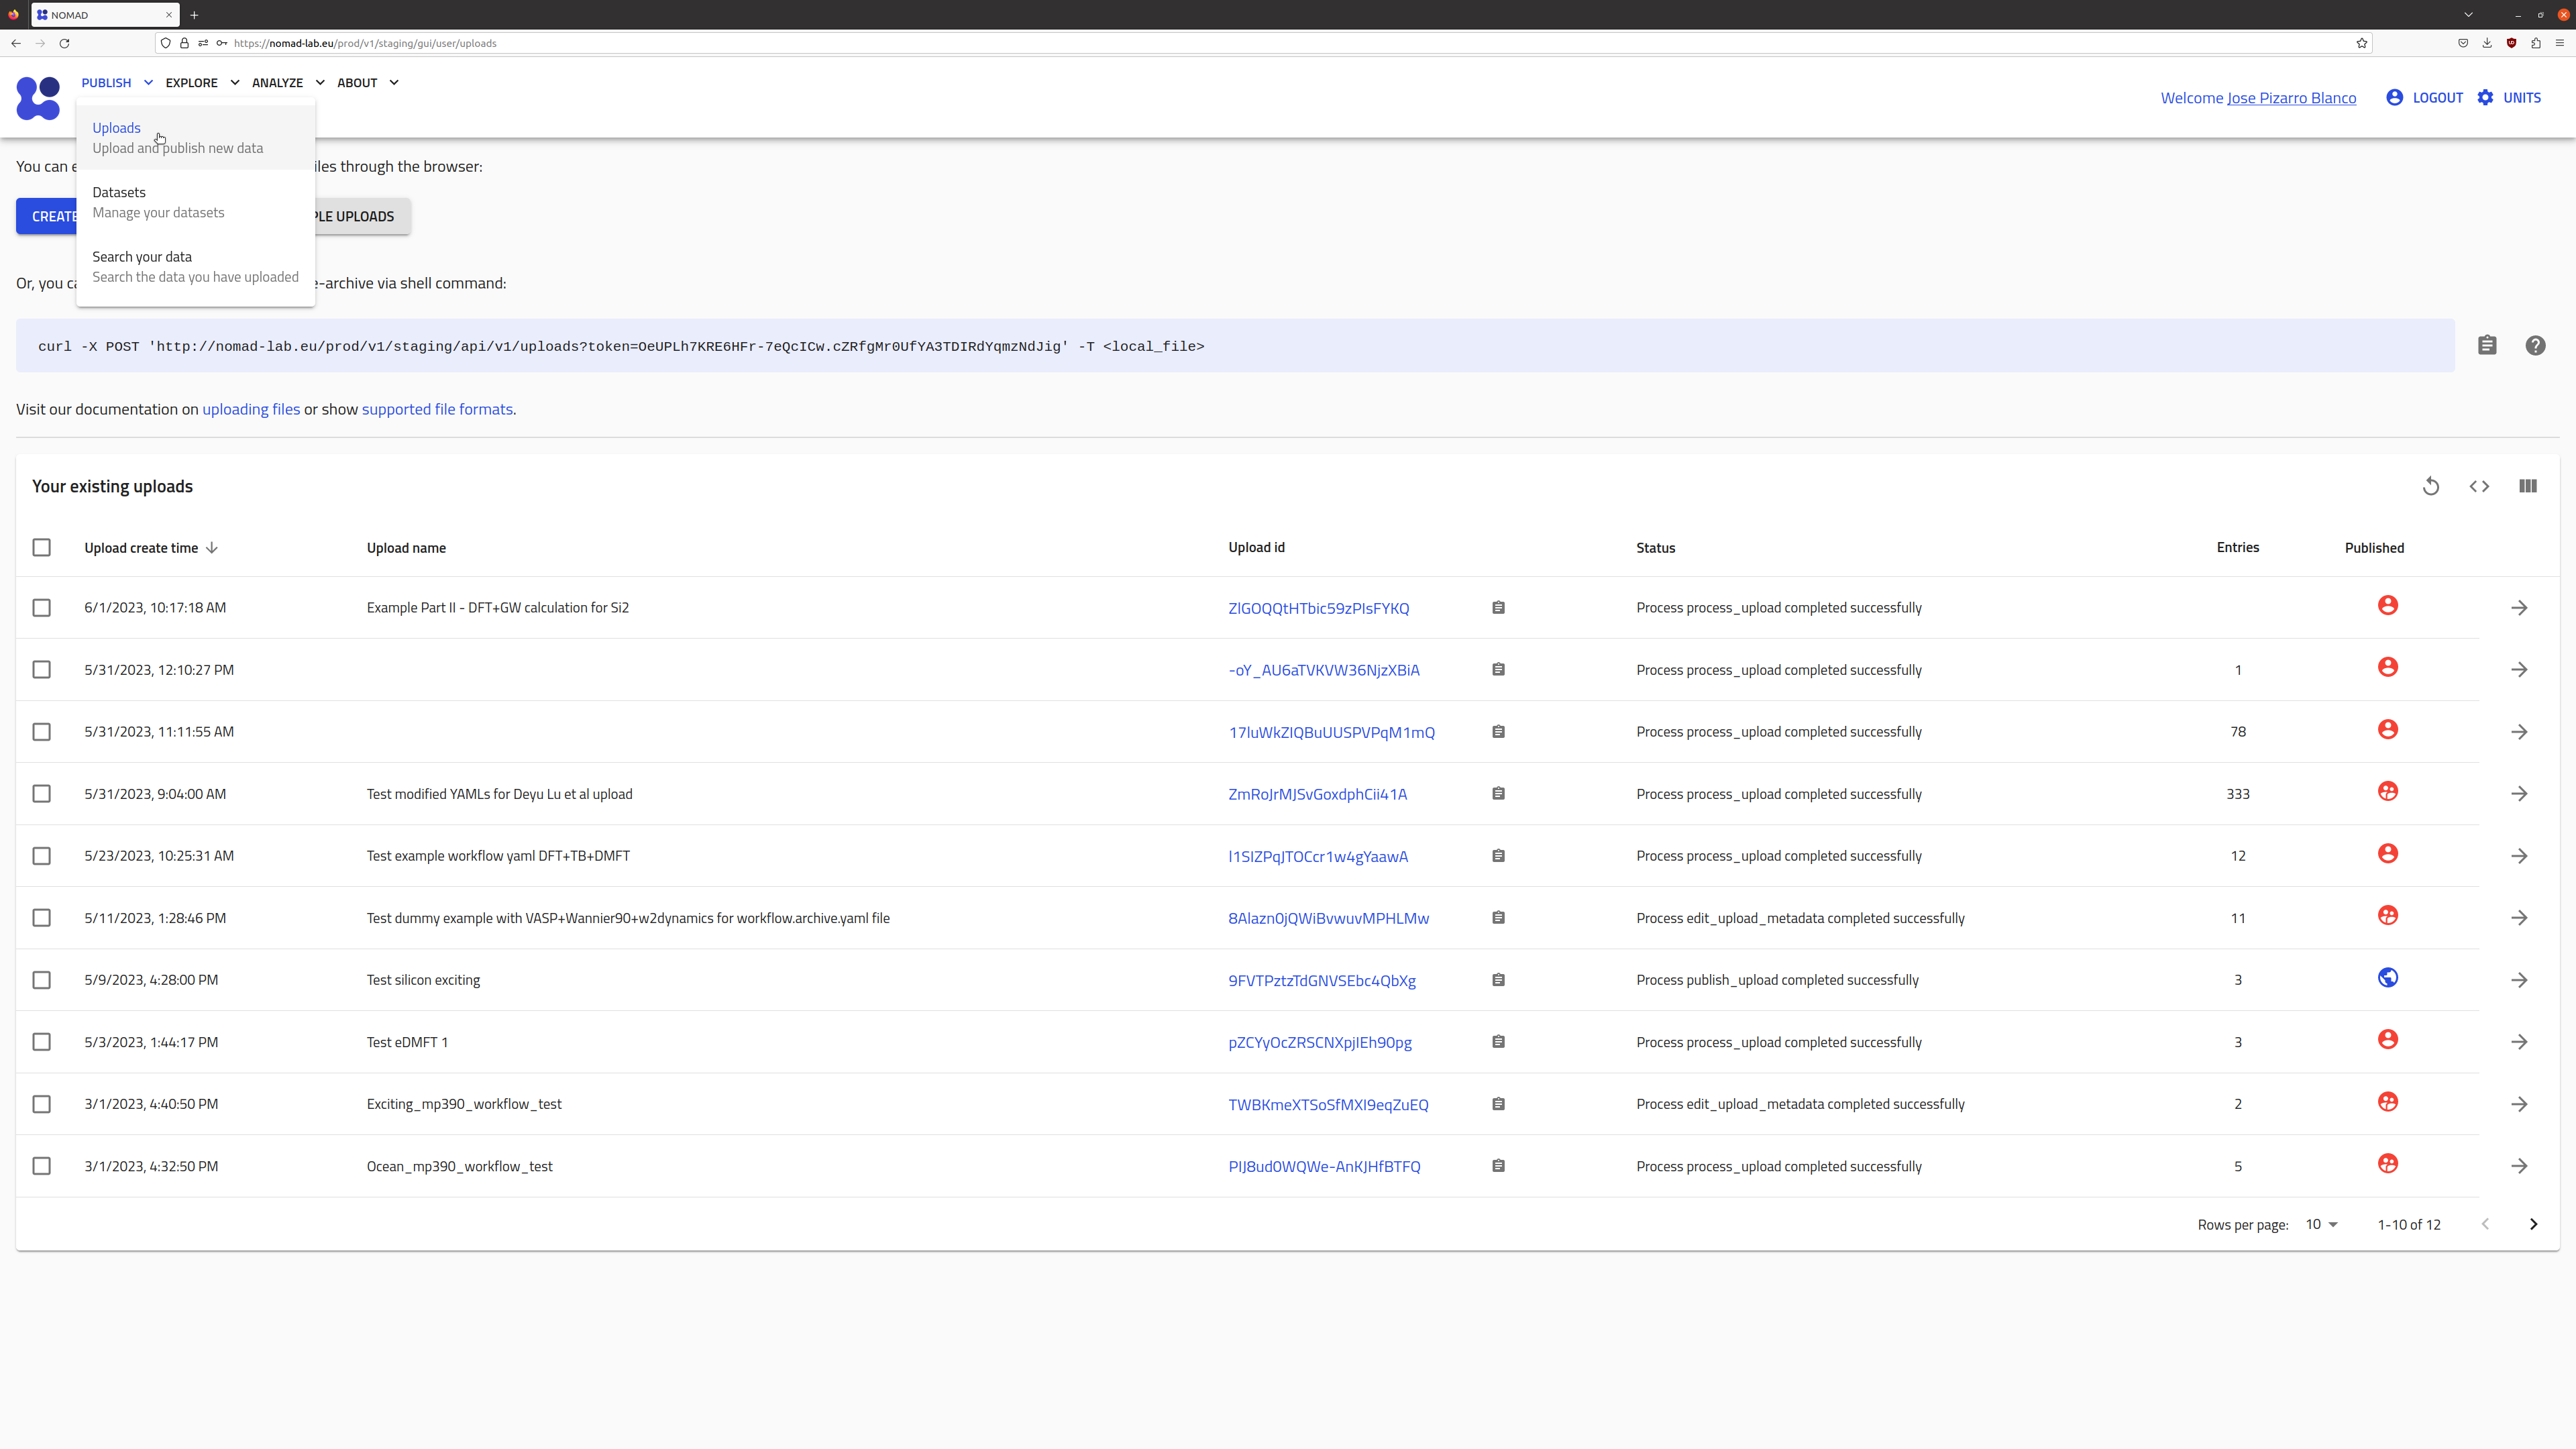 NOMAD
https://nomad-lab.eu/prod/v1/staging/gui/user/uploads
PUBLISH EXPLORE ANALYZE ABOUT
Welcome Jose Pizarro Blanco LOGOUT UNITS
Uploads
Upload and publish new data
Datasets
Manage your datasets
Search your data
Search the data you have uploaded
You can e iles through the browser:
CREATE PLE UPLOADS
Or, you ca e-archive via shell command:
curl -X POST 'http://nomad-lab.eu/prod/v1/staging/api/v1/uploads?token=OeUPLh7KRE6HFr-7eQcICw.cZRfgMr0UfYA3TDIRdYqmzNdJig' -T <local_file>
Visit our documentation on uploading files or show supported file formats.
Your existing uploads
Upload create time Upload name Upload id Status Entries Published
6/1/2023, 10:17:18 AM Example Part II - DFT+GW calculation for Si2 ZlGOQQtHTbic59zPIsFYKQ Process process_upload completed successfully
5/31/2023, 12:10:27 PM -oY_AU6aTVKVW36NjzXBiA Process process_upload completed successfully 1
5/31/2023, 11:11:55 AM 17luWkZIQBuUUSPVPqM1mQ Process process_upload completed successfully 78
5/31/2023, 9:04:00 AM Test modified YAMLs for Deyu Lu et al upload ZmRoJrMJSvGoxdphCii41A Process process_upload completed successfully 333
5/23/2023, 10:25:31 AM Test example workflow yaml DFT+TB+DMFT l1SIZPqJTOCcr1w4gYaawA Process process_upload completed successfully 12
5/11/2023, 1:28:46 PM Test dummy example with VASP+Wannier90+w2dynamics for workflow.archive.yaml file 8Alazn0jQWiBvwuvMPHLMw Process edit_upload_metadata completed successfully 11
5/9/2023, 4:28:00 PM Test silicon exciting 9FVTPztzTdGNVSEbc4QbXg Process publish_upload completed successfully 3
5/3/2023, 1:44:17 PM Test eDMFT 1 pZCYyOcZRSCNXpjIEh90pg Process process_upload completed successfully 3
3/1/2023, 4:40:50 PM Exciting_mp390_workflow_test TWBKmeXTSoSfMXI9eqZuEQ Process edit_upload_metadata completed successfully 2
3/1/2023, 4:32:50 PM Ocean_mp390_workflow_test PIJ8ud0WQWe-AnKJHfBTFQ Process process_upload completed successfully 5
Rows per page: 10 1-10 of 12